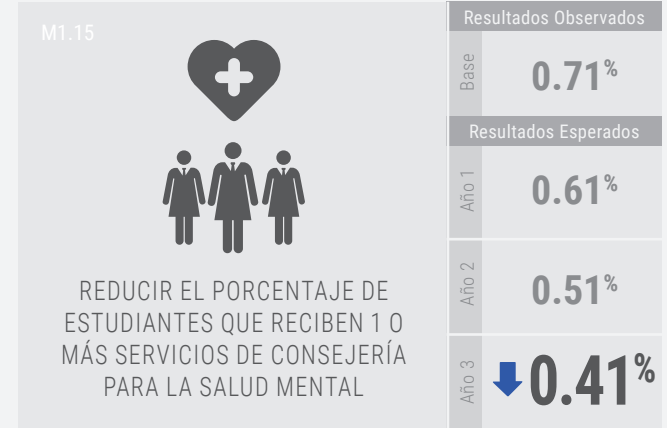 M1.15
REDUCIR EL PORCENTAJE DE
ESTUDIANTES QUE RECIBEN 1 O
MÁS SERVICIOS DE CONSEJERÍA
PARA LA SALUD MENTAL
Resultados Observados
Base
0.71%
Resultados Esperados
Año 1
0.61%
Año 2
0.51%
Año 3
0.41%